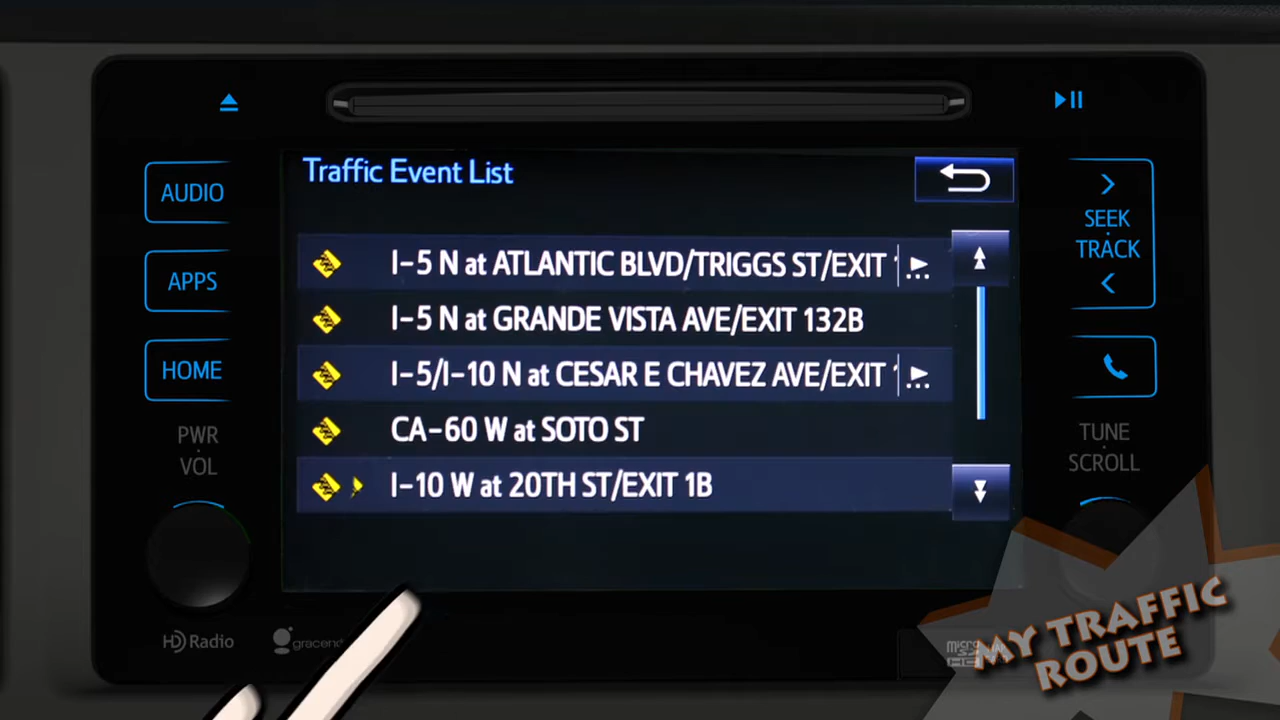 Traffic Event List
AUDIO
APPS
HOME
PWR
VOL
I-5 N at ATLANTIC BLVD/TRIGGS ST/EXIT
I-5 N at GRANDE VISTA AVE/EXIT 132B
I-5/I-10 N at CESAR E CHAVEZ AVE/EXIT
CA-60 W at SOTO ST
I-10 W at 20TH ST/EXIT 1B
SEEK
TRACK
TUNE
SCROLL
HD Radio
gracen
micro
MY TRAFFIC
ROUTE